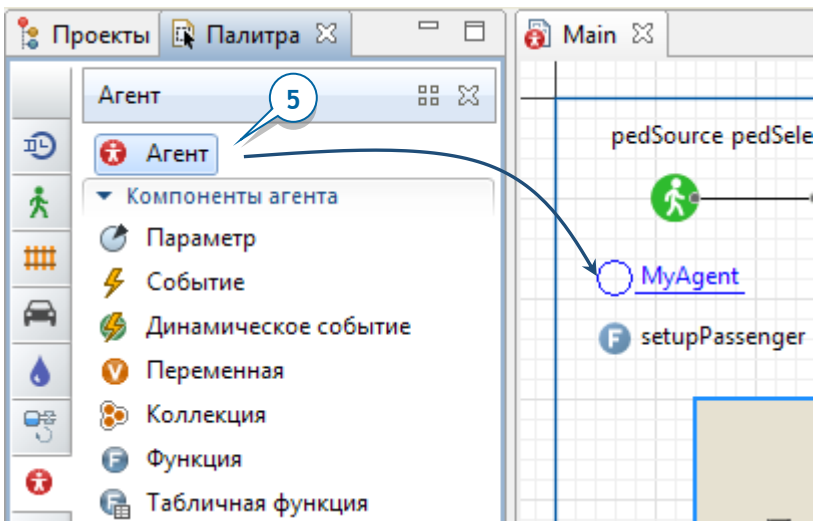 Проекты Палитра Main
Агент
5
Агент
pedSource pedSele
Компоненты агента
Параметр
MyAgent
Событие
Динамическое событие
F setupPassenger
V Переменная
Коллекция
F Функция
F Табличная функция